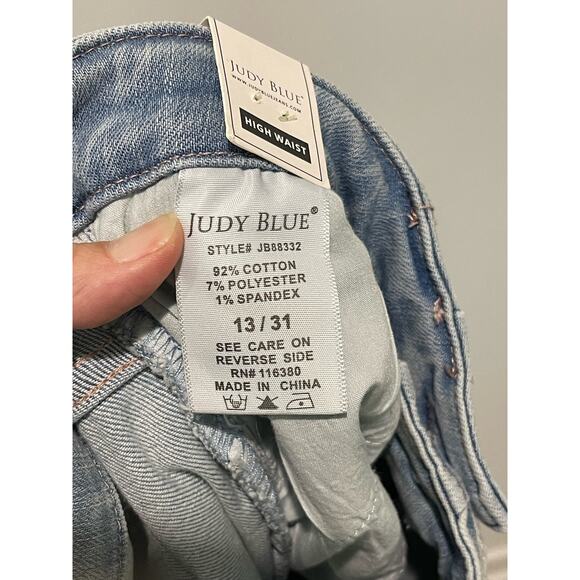 JUDY BLUE®
WWW.JUDYBLUEJEANS.COM
HIGH WAIST
JUDY BLUE®
STYLE# JB88332
92% COTTON
7% POLYESTER
1% SPANDEX
13 / 31
SEE CARE ON
REVERSE SIDE
RN# 116380
MADE IN CHINA